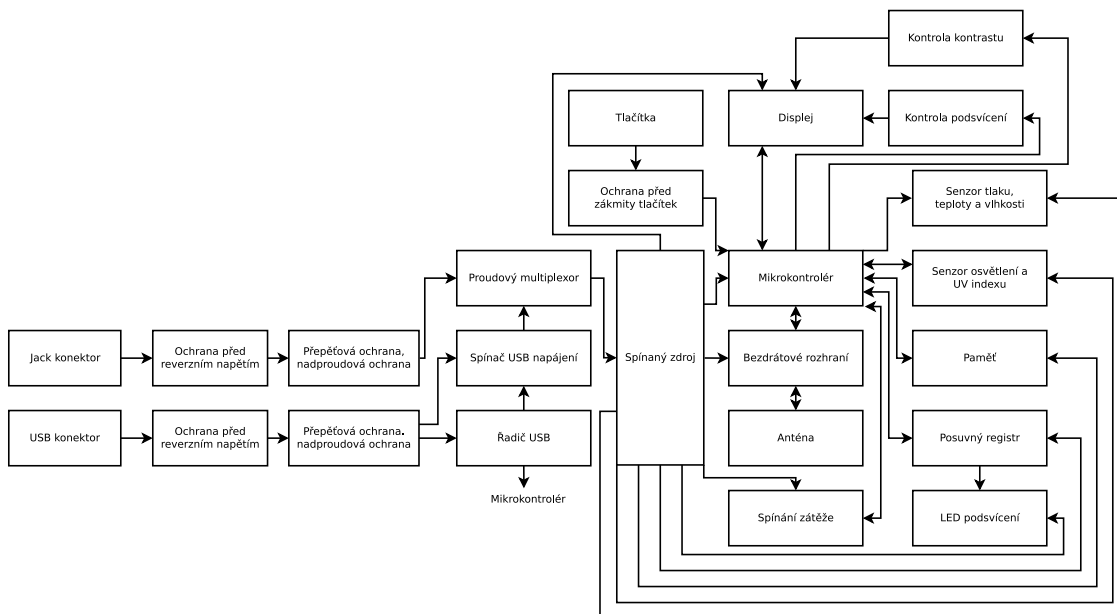 Kontrola kontrastu
Tlačítka
Displej
Kontrola podsvícení
Ochrana před
zákmity tlačítek
Senzor tlaku,
teploty a vlhkosti
Proudový multiplexor
Mikrokontrolér
Senzor osvětlení a
UV indexu
Jack konektor
Ochrana před
reverzním napětím
Přepěťová ochrana,
nadproudová ochrana
Spínač USB napájení
Spínaný zdroj
Bezdrátové rozhraní
Paměť
USB konektor
Ochrana před
reverzním napětím
Přepěťová ochrana.
nadproudová ochrana
Řadič USB
Anténa
Posuvný registr
Mikrokontrolér
Spínání zátěže
LED podsvícení